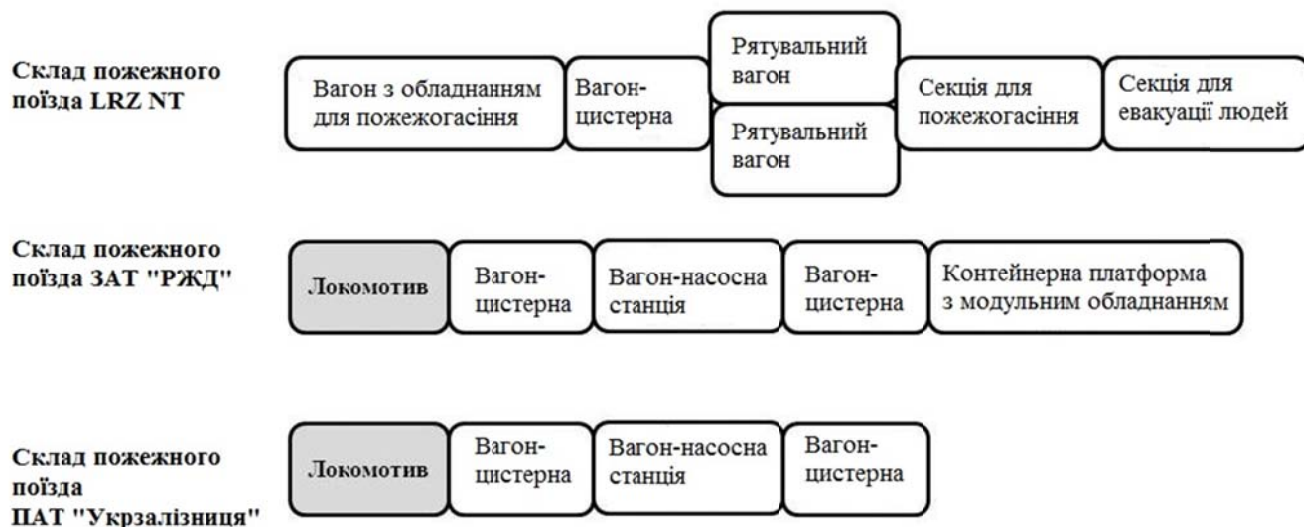 Склад пожежного
поїзда LRZ NT
Вагон з обладнанням
для пожежогасіння
Вагон-
цистерна
Рятувальний
вагон
Рятувальний
вагон
Секція для
пожежогасіння
Секція для
евакуації людей
Склад пожежного
поїзда ЗАТ "РЖД"
Локомотив
Вагон-
цистерна
Вагон-насосна
станція
Вагон-
цистерна
Контейнерна платформа
з модульним обладнанням
Склад пожежного
поїзда
ПАТ "Укрзалізниця"
Локомотив
Вагон-
цистерна
Вагон-насосна
станція
Вагон-
цистерна